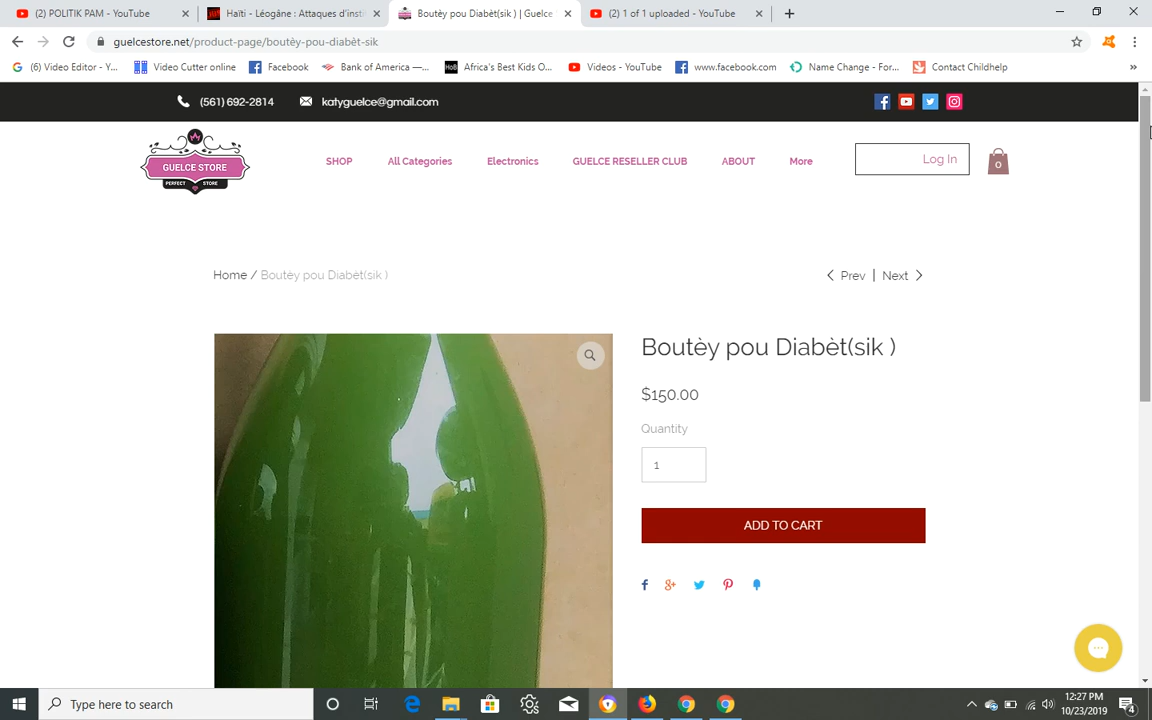 (2) POLITIK PAM - YouTube
Haïti - Léogâne : Attaques d'insti
Boutèy pou Diabèt(sik ) | Guelce S
(2) 1 of 1 uploaded - YouTube
guelcestore.net/product-page/boutèy-pou-diabèt-sik
(6) Video Editor - Y...
Video Cutter online
Facebook
Bank of America —...
HoB
Africa's Best Kids O...
Videos - YouTube
www.facebook.com
Name Change - For...
Contact Childhelp
»
(561) 692-2814
katyguelce@gmail.com
GUELCE STORE
PERFECT STORE
SHOP
All Categories
Electronics
GUELCE RESELLER CLUB
ABOUT
More
Log In
0
Home / Boutèy pou Diabèt(sik )
Prev | Next
Boutèy pou Diabèt(sik )
$150.00
Quantity
1
ADD TO CART
Type here to search
12:27 PM
10/23/2019
4